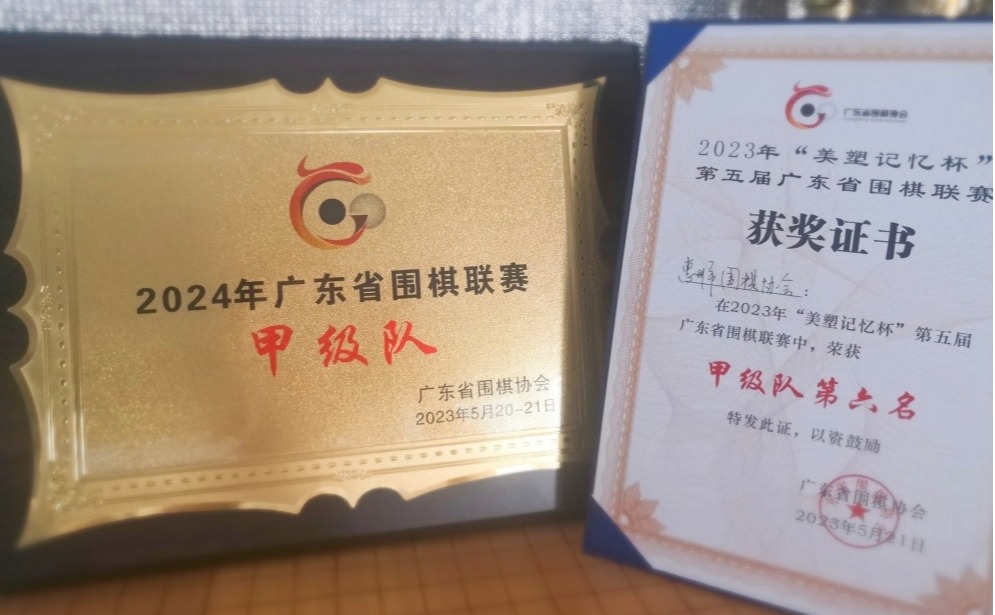 2024年广东省围棋联赛
甲级队
广东省围棋协会
2023年5月20-21日
广东省围棋协会
2023年“美塑记忆杯”
第五届广东省围棋联赛
获奖证书
围棋协会：
在2023年“美塑记忆杯”第五届
广东省围棋联赛中，荣获
甲级队第六名
特发此证，以资鼓励
广东省围棋协会
2023年5月21日